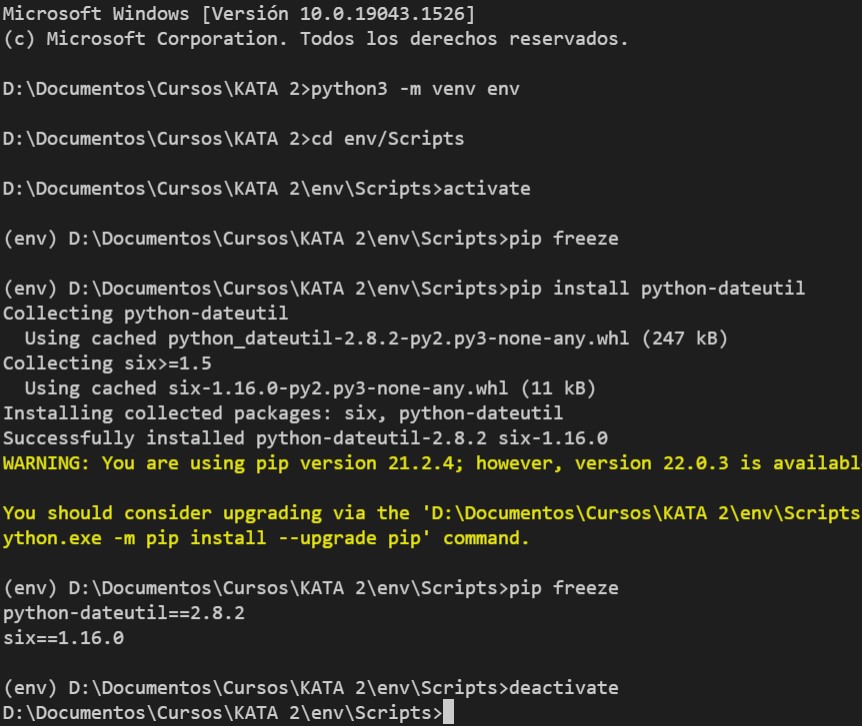 Microsoft Windows [Versión 10.0.19043.1526]
(c) Microsoft Corporation. Todos los derechos reservados.
D:\Documentos\Cursos\KATA 2>python3 -m venv env
D:\Documentos\Cursos\KATA 2>cd env/Scripts
D:\Documentos\Cursos\KATA 2\env\Scripts>activate
(env) D:\Documentos\Cursos\KATA 2\env\Scripts>pip freeze
(env) D:\Documentos\Cursos\KATA 2\env\Scripts>pip install python-dateutil
Collecting python-dateutil
  Using cached python_dateutil-2.8.2-py2.py3-none-any.whl (247 kB)
Collecting six>=1.5
  Using cached six-1.16.0-py2.py3-none-any.whl (11 kB)
Installing collected packages: six, python-dateutil
Successfully installed python-dateutil-2.8.2 six-1.16.0
WARNING: You are using pip version 21.2.4; however, version 22.0.3 is availabl
You should consider upgrading via the 'D:\Documentos\Cursos\KATA 2\env\Scripts
ython.exe -m pip install --upgrade pip' command.
(env) D:\Documentos\Cursos\KATA 2\env\Scripts>pip freeze
python-dateutil==2.8.2
six==1.16.0
(env) D:\Documentos\Cursos\KATA 2\env\Scripts>deactivate
D:\Documentos\Cursos\KATA 2\env\Scripts>